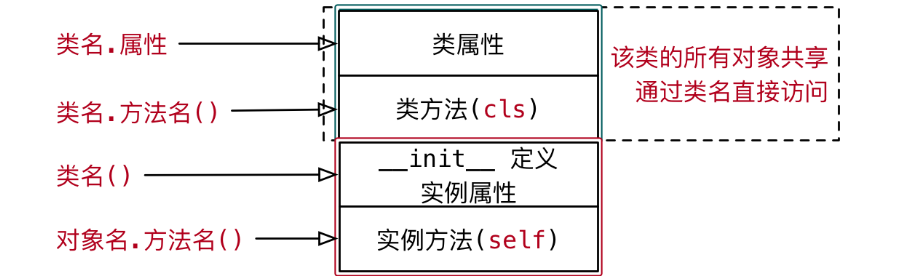 类名.属性
类属性
该类的所有对象共享
通过类名直接访问
类名.方法名()
类方法(cls)
类名()
__init__ 定义
实例属性
对象名.方法名()
实例方法(self)